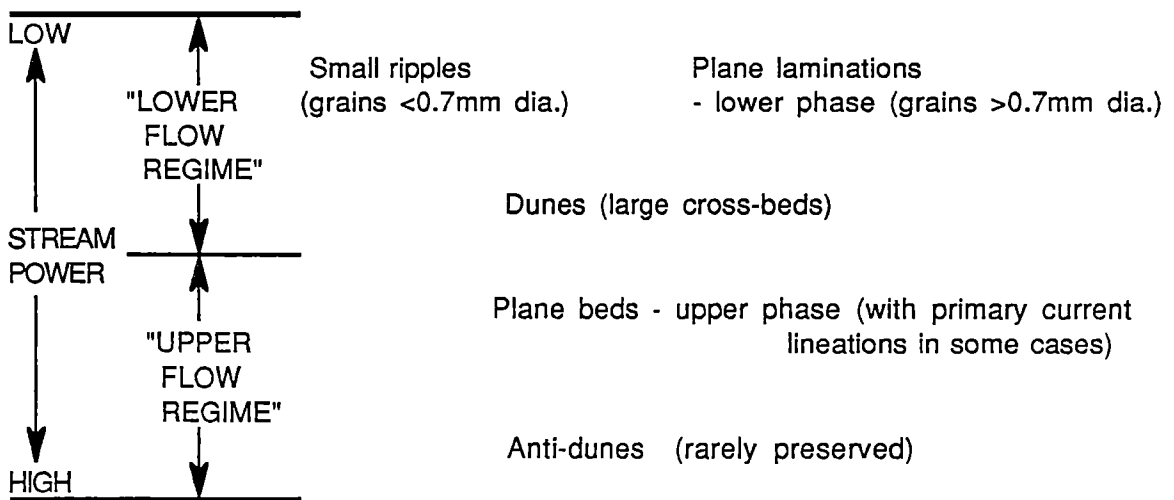 LOW
Small ripples
(grains <0.7mm dia.)
Plane laminations
- lower phase (grains >0.7mm dia.)
"LOWER
FLOW
REGIME"
Dunes (large cross-beds)
STREAM
POWER
Plane beds - upper phase (with primary current
lineations in some cases)
"UPPER
FLOW
REGIME"
Anti-dunes (rarely preserved)
HIGH